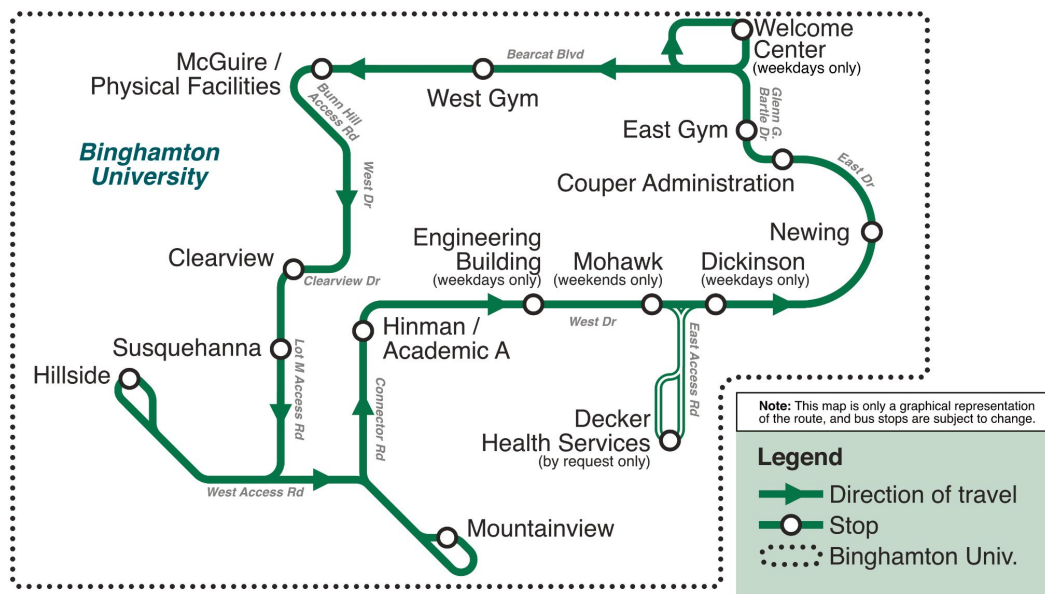 Welcome
Center
(weekdays only)
Bearcat Blvd
McGuire /
Physical Facilities
West Gym
Bunn Hill
Access Rd
Glenn G.
Bartle Dr
East Gym
Binghamton
University
Couper Administration
East Dr
West Dr
Newing
Clearview
Clearview Dr
Engineering
Building
(weekdays only)
Mohawk
(weekends only)
Dickinson
(weekdays only)
West Dr
Hinman /
Academic A
Susquehanna
Lot M Access Rd
Hillside
Connector Rd
East Access Rd
Decker
Health Services
(by request only)
West Access Rd
Mountainview
Note: This map is only a graphical representation
of the route, and bus stops are subject to change.
Legend
Direction of travel
Stop
Binghamton Univ.